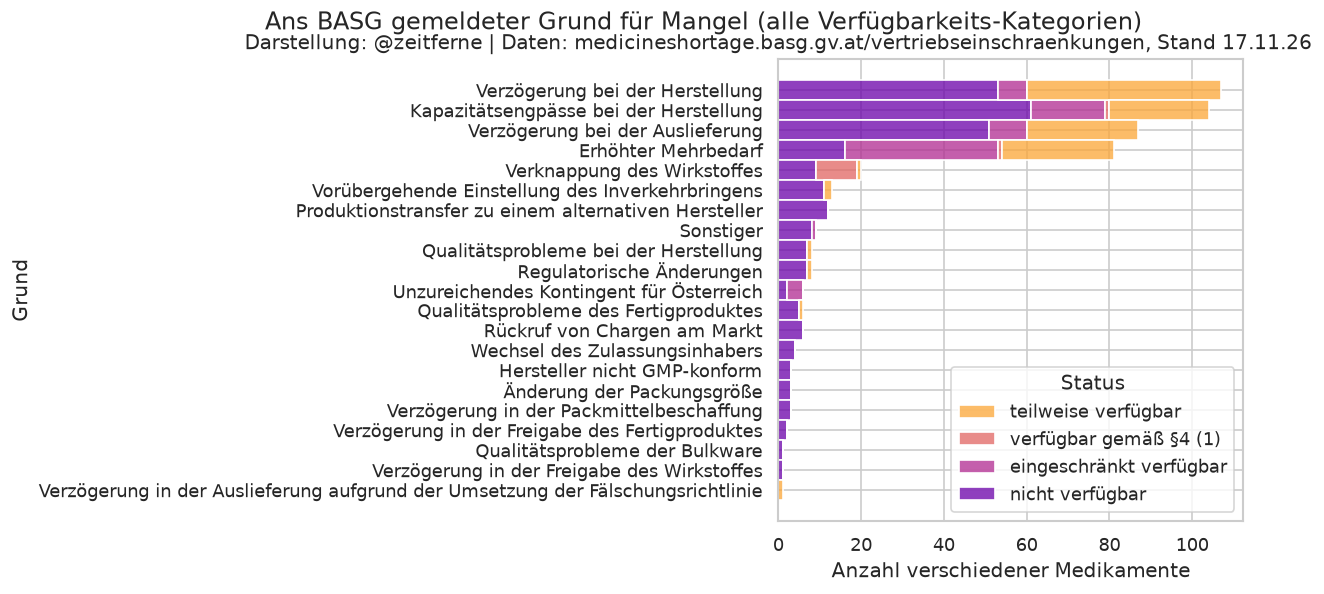 Ans BASG gemeldeter Grund für Mangel (alle Verfügbarkeits-Kategorien)
Darstellung: @zeitferne | Daten: medicineshortage.basg.gv.at/vertriebseinschraenkungen, Stand 17.11.26
Grund
Verzögerung bei der Herstellung
Kapazitätsengpässe bei der Herstellung
Verzögerung bei der Auslieferung
Erhöhter Mehrbedarf
Verknappung des Wirkstoffes
Vorübergehende Einstellung des Inverkehrbringens
Produktionstransfer zu einem alternativen Hersteller
Sonstiger
Qualitätsprobleme bei der Herstellung
Regulatorische Änderungen
Unzureichendes Kontingent für Österreich
Qualitätsprobleme des Fertigproduktes
Rückruf von Chargen am Markt
Wechsel des Zulassungsinhabers
Hersteller nicht GMP-konform
Änderung der Packungsgröße
Verzögerung in der Packmittelbeschaffung
Verzögerung in der Freigabe des Fertigproduktes
Qualitätsprobleme der Bulkware
Verzögerung in der Freigabe des Wirkstoffes
Verzögerung in der Auslieferung aufgrund der Umsetzung der Fälschungsrichtlinie
Status
teilweise verfügbar
verfügbar gemäß §4 (1)
eingeschränkt verfügbar
nicht verfügbar
0 20 40 60 80 100
Anzahl verschiedener Medikamente